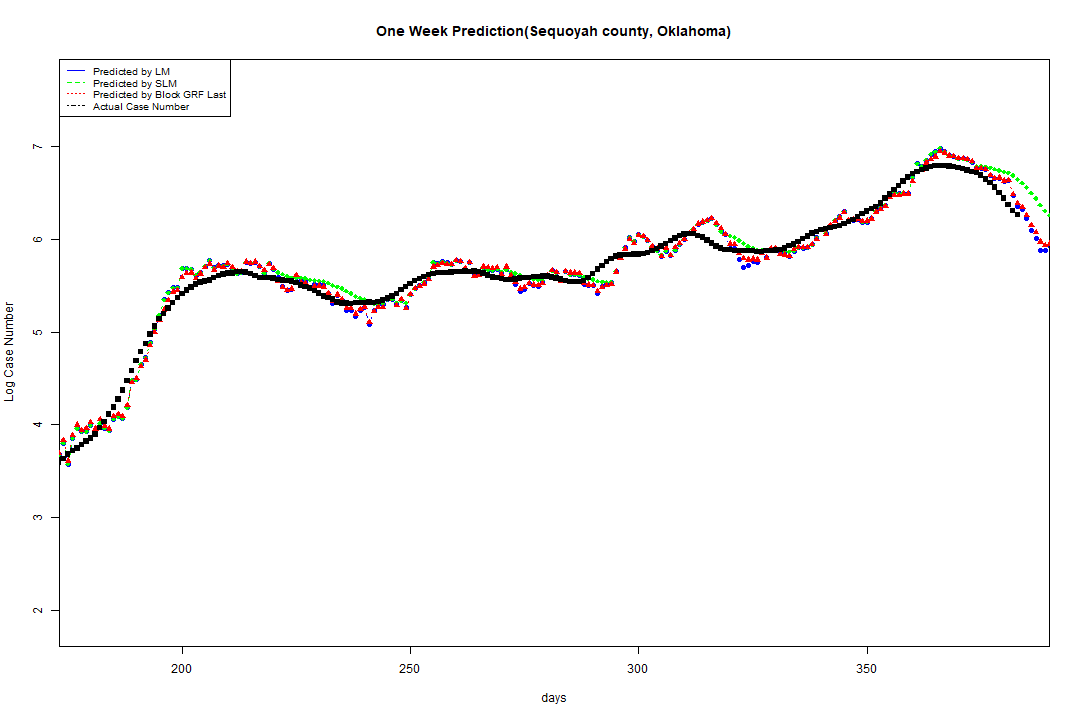 One Week Prediction(Sequoyah county, Oklahoma)
Predicted by LM
Predicted by SLM
Predicted by Block GRF Last
Actual Case Number
7
6
5
4
3
2
Log Case Number
200 250 300 350
days